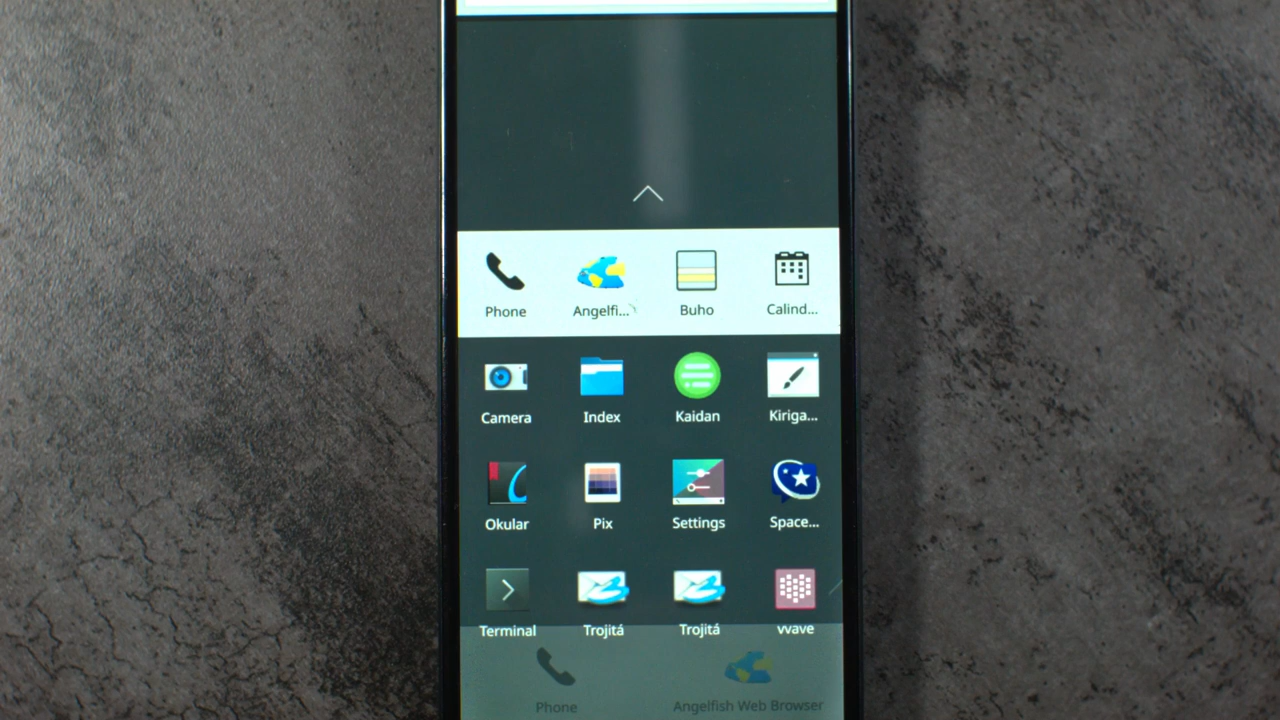 Phone Angelfi... Buho Calind...
Camera Index Kaidan Kiriga...
Okular Pix Settings Space...
Terminal Trojitá Trojitá vvave
Phone Angelfish Web Browser